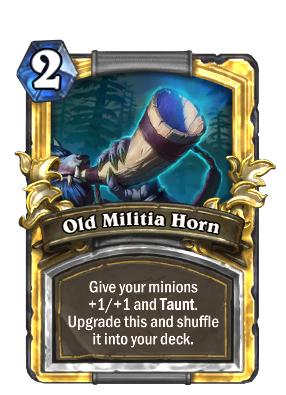 2
Old Militia Horn
Give your minions
+1/+1 and Taunt.
Upgrade this and shuffle
it into your deck.